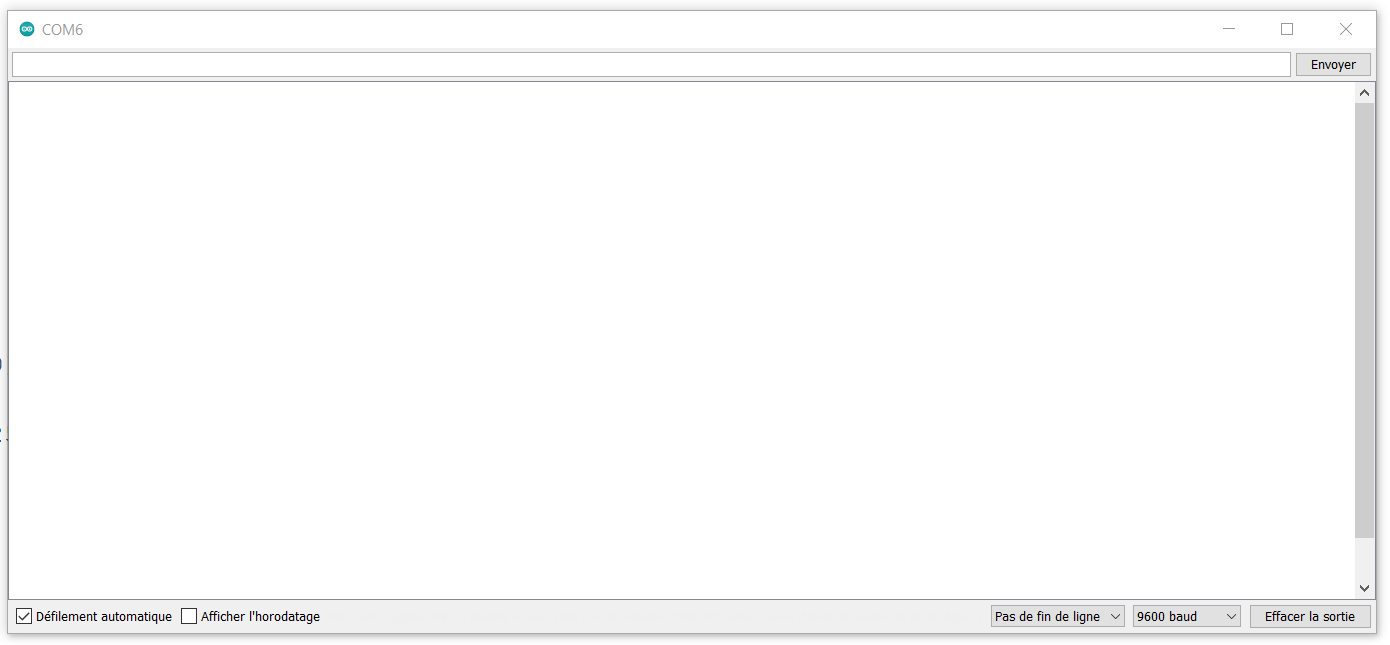 COM6
Envoyer
Défilement automatique Afficher l'horodatage Pas de fin de ligne 9600 baud Effacer la sortie